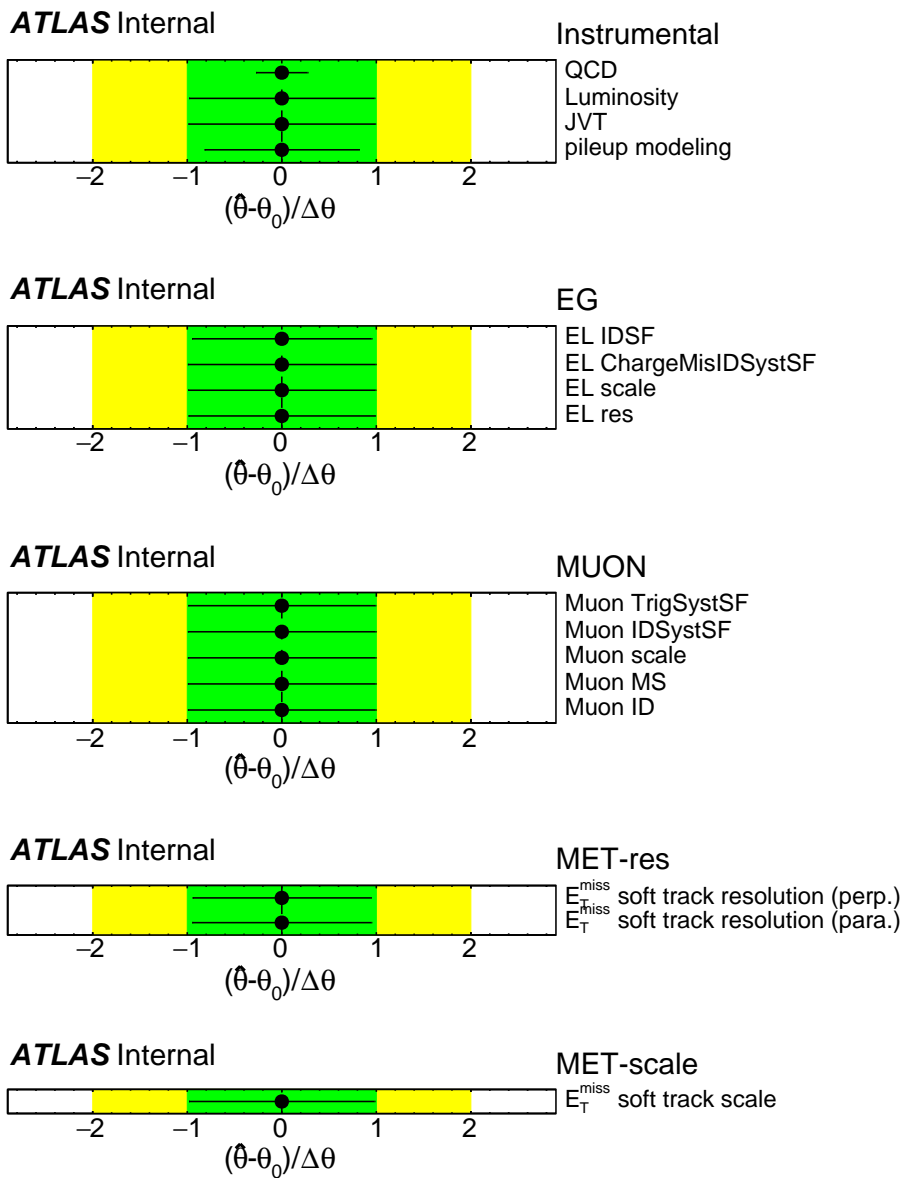 ATLAS Internal
Instrumental
QCD
Luminosity
JVT
pileup modeling
−2 −1 0 1 2
(θ̂-θ₀)/Δθ
ATLAS Internal
EG
EL IDSF
EL ChargeMisIDSystSF
EL scale
EL res
−2 −1 0 1 2
(θ̂-θ₀)/Δθ
ATLAS Internal
MUON
Muon TrigSystSF
Muon IDSystSF
Muon scale
Muon MS
Muon ID
−2 −1 0 1 2
(θ̂-θ₀)/Δθ
ATLAS Internal
MET-res
E_T^miss soft track resolution (perp.)
E_T^miss soft track resolution (para.)
−2 −1 0 1 2
(θ̂-θ₀)/Δθ
ATLAS Internal
MET-scale
E_T^miss soft track scale
−2 −1 0 1 2
(θ̂-θ₀)/Δθ